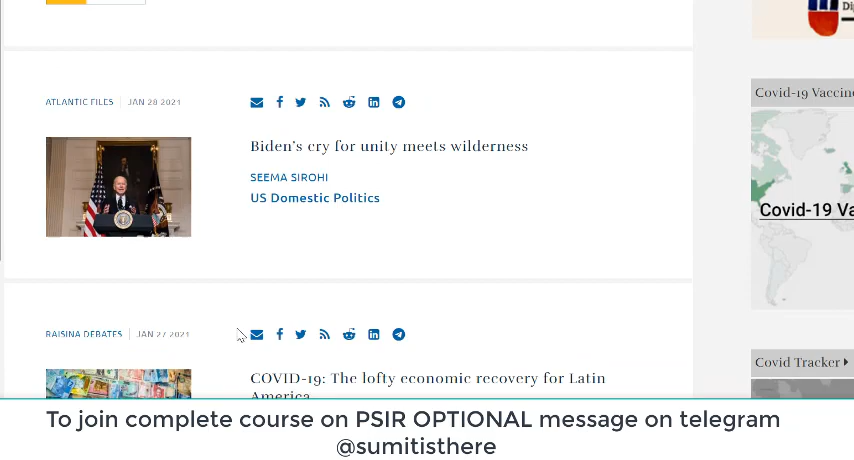 ATLANTIC FILES | JAN 28 2021
Biden's cry for unity meets wilderness
SEEMA SIROHI
US Domestic Politics
RAISINA DEBATES | JAN 27 2021
COVID-19: The lofty economic recovery for Latin
America
Covid-19 Vaccine
Covid-19 Va
Covid Tracker
To join complete course on PSIR OPTIONAL message on telegram
@sumitisthere